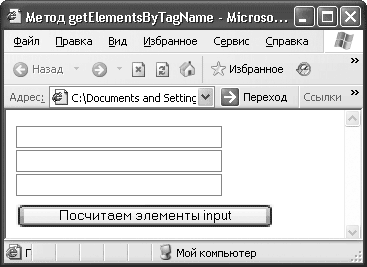 Метод getElementsByTagName - Microso...
Файл Правка Вид Избранное Сервис Справка
Назад Избранное »
Адрес: C:\Documents and Setting Переход Ссылки »
Посчитаем элементы input
Г Мой компьютер